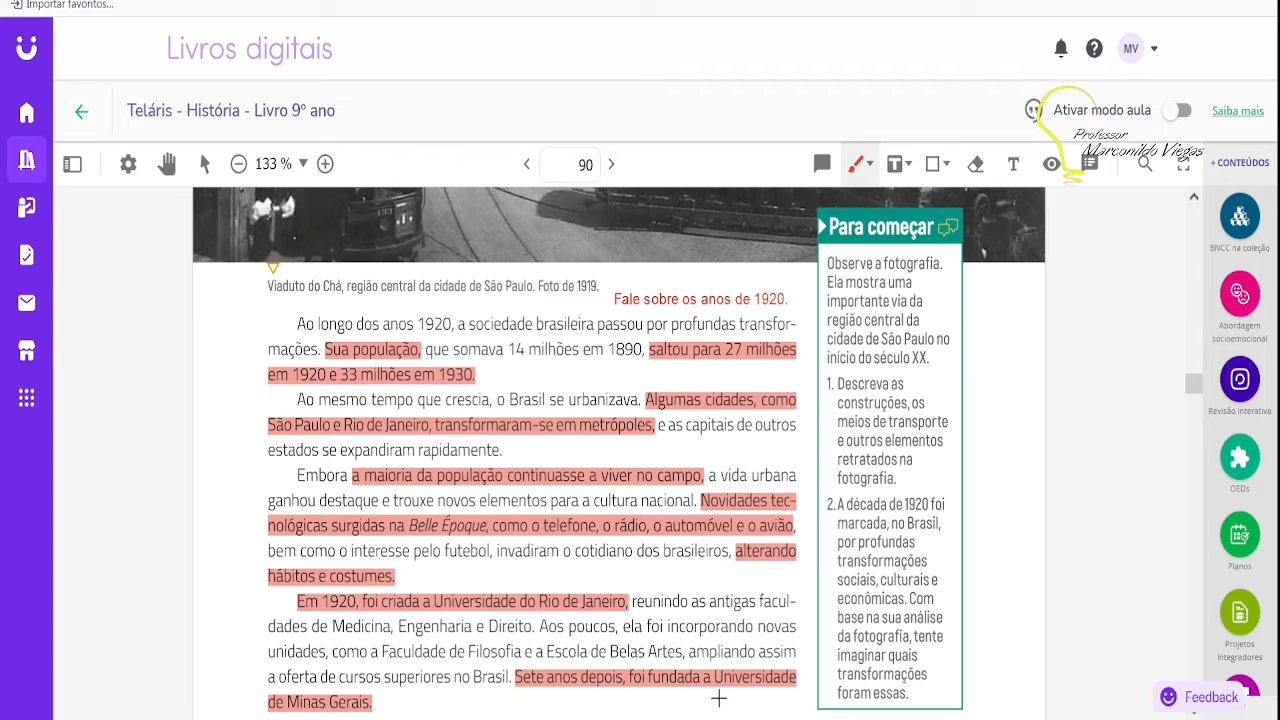 Importar favoritos...
Livros digitais
MV
Teláris - História - Livro 9º ano
Ativar modo aula
Saiba mais
Professor
Marconildo Viegas
133 %
90
+ CONTEÚDOS
Para começar
Observe a fotografia.
Ela mostra uma
importante via da
região central da
cidade de São Paulo no
início do século XX.
1. Descreva as
construções, os
meios de transporte
e outros elementos
retratados na
fotografia.
2. A década de 1920 foi
marcada, no Brasil,
por profundas
transformações
sociais, culturais e
econômicas. Com
base na sua análise
da fotografia, tente
imaginar quais
transformações
foram essas.
Viaduto do Chá, região central da cidade de São Paulo. Foto de 1919.
Fale sobre os anos de 1920.
Ao longo dos anos 1920, a sociedade brasileira passou por profundas transfor-
mações. Sua população, que somava 14 milhões em 1890, saltou para 27 milhões
em 1920 e 33 milhões em 1930.
Ao mesmo tempo que crescia, o Brasil se urbanizava. Algumas cidades, como
São Paulo e Rio de Janeiro, transformaram-se em metrópoles, e as capitais de outros
estados se expandiram rapidamente.
Embora a maioria da população continuasse a viver no campo, a vida urbana
ganhou destaque e trouxe novos elementos para a cultura nacional. Novidades tec-
nológicas surgidas na Belle Époque, como o telefone, o rádio, o automóvel e o avião,
bem como o interesse pelo futebol, invadiram o cotidiano dos brasileiros, alterando
hábitos e costumes.
Em 1920, foi criada a Universidade do Rio de Janeiro, reunindo as antigas facul-
dades de Medicina, Engenharia e Direito. Aos poucos, ela foi incorporando novas
unidades, como a Faculdade de Filosofia e a Escola de Belas Artes, ampliando assim
a oferta de cursos superiores no Brasil. Sete anos depois, foi fundada a Universidade
de Minas Gerais.
BNCC na coleção
Abordagem
socioemocional
Revisão interativa
OEDs
Planos
Projetos
integradores
Feedback